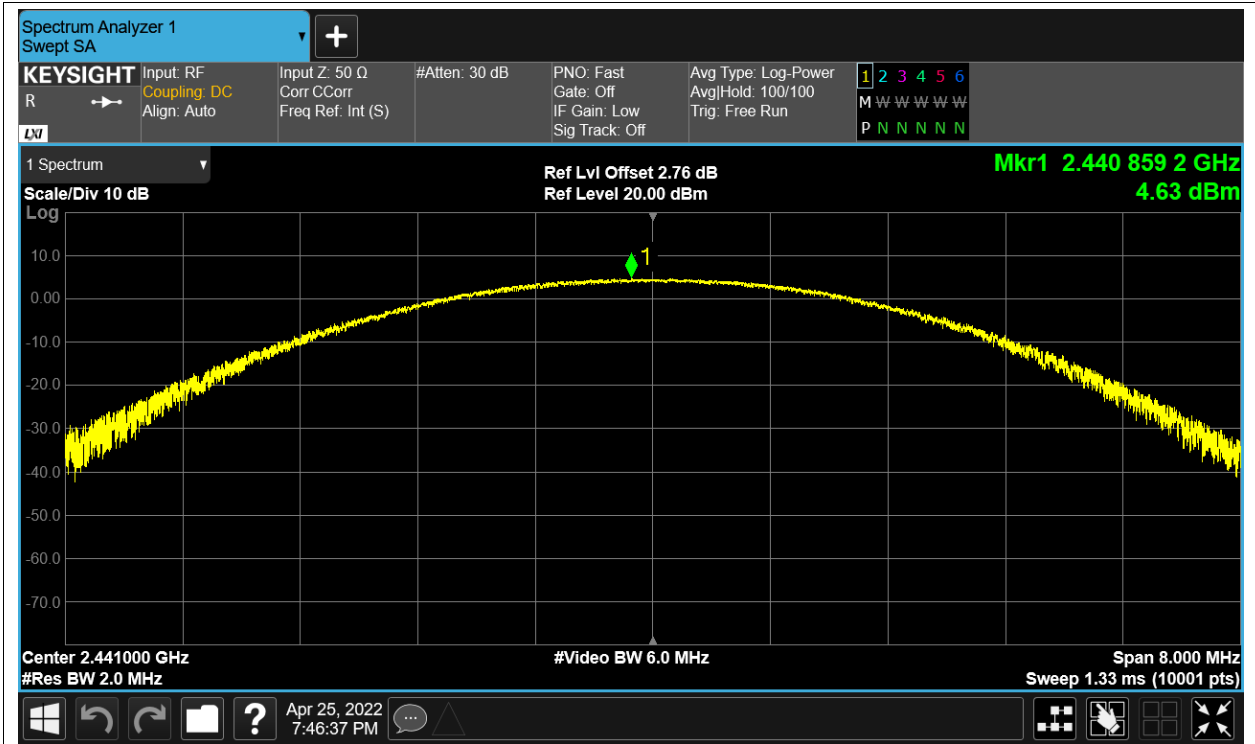 Spectrum Analyzer 1
Swept SA
+
KEYSIGHT
R
LXI
Input: RF
Coupling: DC
Align: Auto
Input Z: 50 Ω
Corr CCorr
Freq Ref: Int (S)
#Atten: 30 dB
PNO: Fast
Gate: Off
IF Gain: Low
Sig Track: Off
Avg Type: Log-Power
Avg|Hold: 100/100
Trig: Free Run
1 2 3 4 5 6
M W W W W W
P N N N N N
1 Spectrum
Scale/Div 10 dB
Log
Ref Lvl Offset 2.76 dB
Ref Level 20.00 dBm
Mkr1 2.440 859 2 GHz
4.63 dBm
1
10.0
0.00
-10.0
-20.0
-30.0
-40.0
-50.0
-60.0
-70.0
Center 2.441000 GHz
#Video BW 6.0 MHz
Span 8.000 MHz
#Res BW 2.0 MHz
Sweep 1.33 ms (10001 pts)
?
Apr 25, 2022
7:46:37 PM